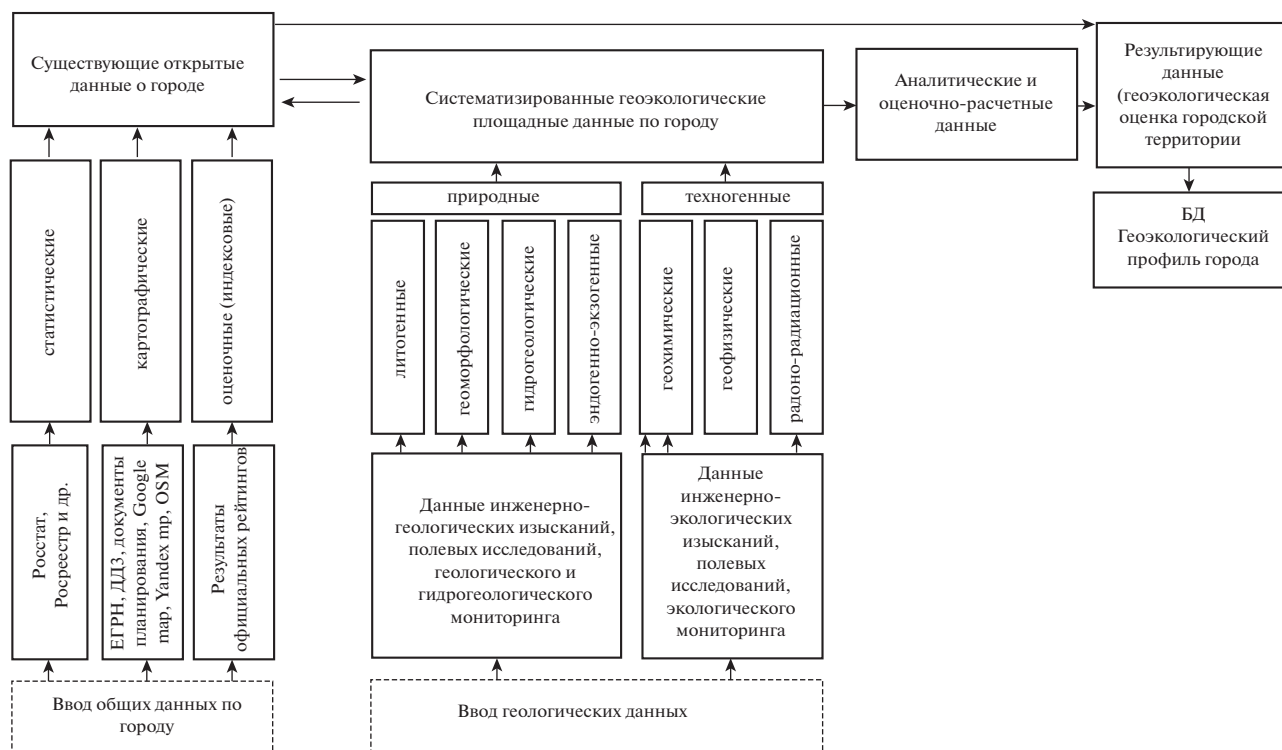 Существующие открытые
данные о городе
Систематизированные геоэкологические
площадные данные по городу
Аналитические и
оценочно-расчетные
данные
Результирующие
данные
(геоэкологическая
оценка городской
территории
БД
Геоэкологический
профиль города
природные
техногенные
статистические
картографические
оценочные (индексовые)
литогенные
геоморфологические
гидрогеологические
эндогенно-экзогенные
геохимические
геофизические
радоно-радиационные
Росстат,
Росреестр и др.
ЕГРН, ДДЗ, документы
планирования, Google
map, Yandex mp, OSM
Результаты
официальных рейтингов
Данные инженерно-
геологических изысканий,
полевых исследований,
геологического и
гидрогеологического
мониторинга
Данные
инженерно-
экологических
изысканий,
полевых
исследований,
экологического
мониторинга
Ввод общих данных по
городу
Ввод геологических данных